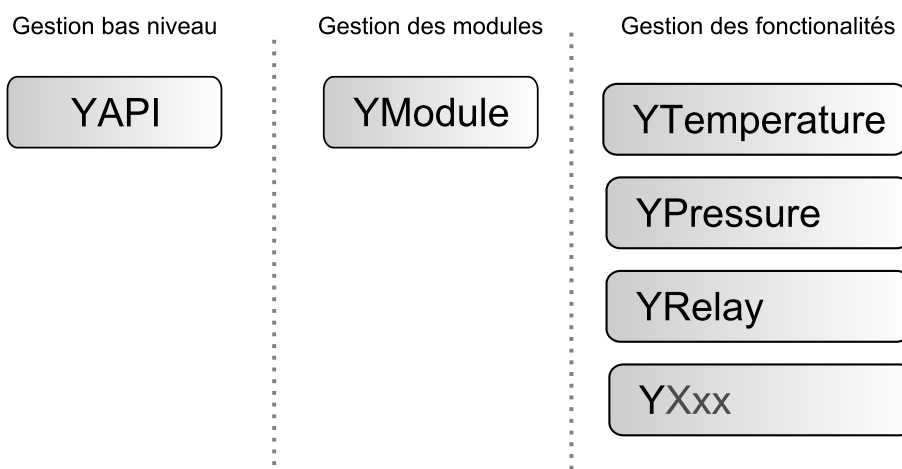 Gestion bas niveau
Gestion des modules
Gestion des fonctionalités
YAPI
YModule
YTemperature
YPressure
YRelay
YXxx